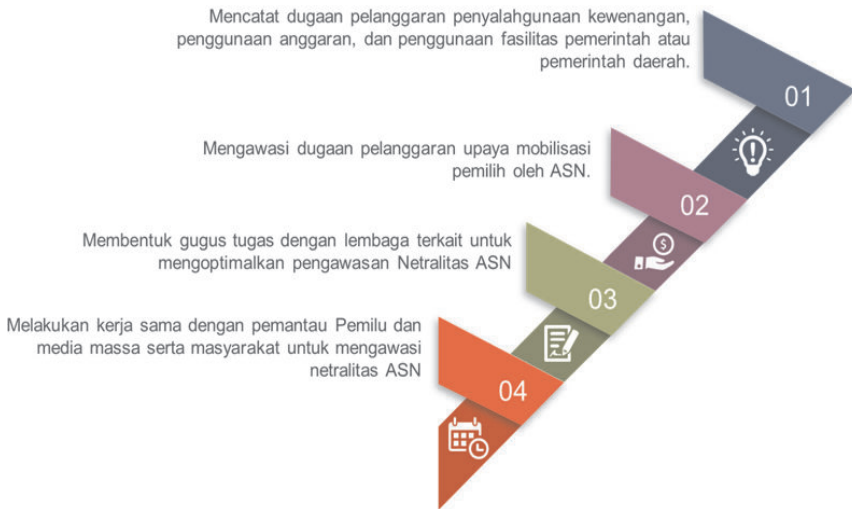 Mencatat dugaan pelanggaran penyalahgunaan kewenangan,
penggunaan anggaran, dan penggunaan fasilitas pemerintah atau
pemerintah daerah.
01
Mengawasi dugaan pelanggaran upaya mobilisasi
pemilih oleh ASN.
02
Membentuk gugus tugas dengan lembaga terkait untuk
mengoptimalkan pengawasan Netralitas ASN
03
Melakukan kerja sama dengan pemantau Pemilu dan
media massa serta masyarakat untuk mengawasi
netralitas ASN
04